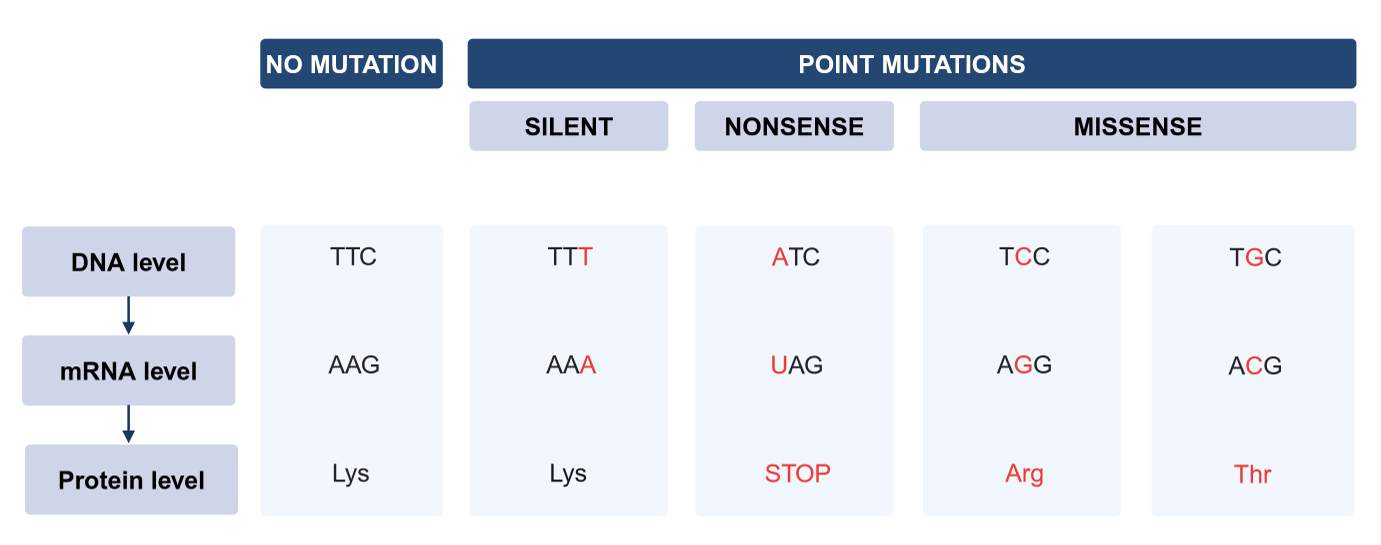 NO MUTATION
POINT MUTATIONS
SILENT
NONSENSE
MISSENSE
DNA level
TTC
TTT
ATC
TCC
TGC
mRNA level
AAG
AAA
UAG
AGG
ACG
Protein level
Lys
Lys
STOP
Arg
Thr